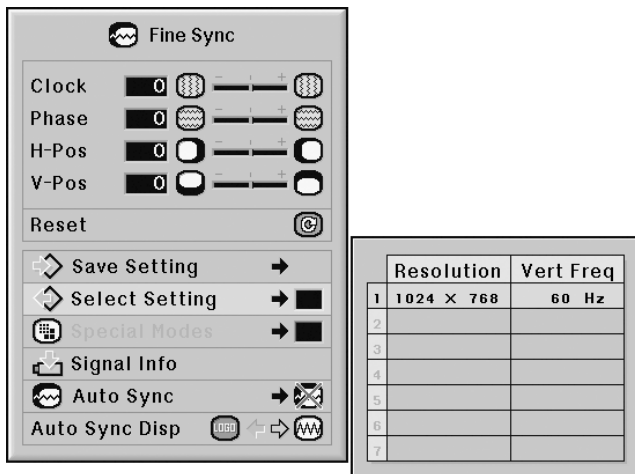 Fine Sync
Clock 0 - +
Phase 0 - +
H-Pos 0 - +
V-Pos 0 - +
Reset
Save Setting
Select Setting
Special Modes
Signal Info
Auto Sync
Auto Sync Disp LOGO
Resolution Vert Freq
1 1024 × 768 60 Hz
2
3
4
5
6
7